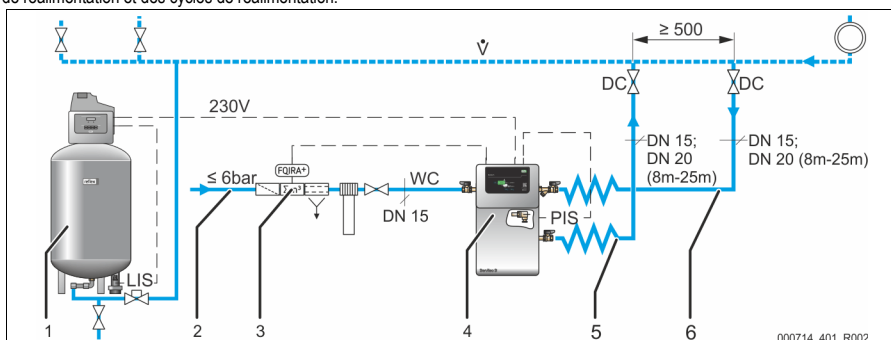 de réalimentation et des cycles de réalimentation.
≥ 500
V̇
DC
DC
230V
DN 15;
DN 20
(8m-25m)
DN 15;
DN 20 (8m-25m)
FQIRA+
≤ 6bar
WC
DN 15
reflex
PIS
LIS
1
2
3
4
5
6
000714_401_R002